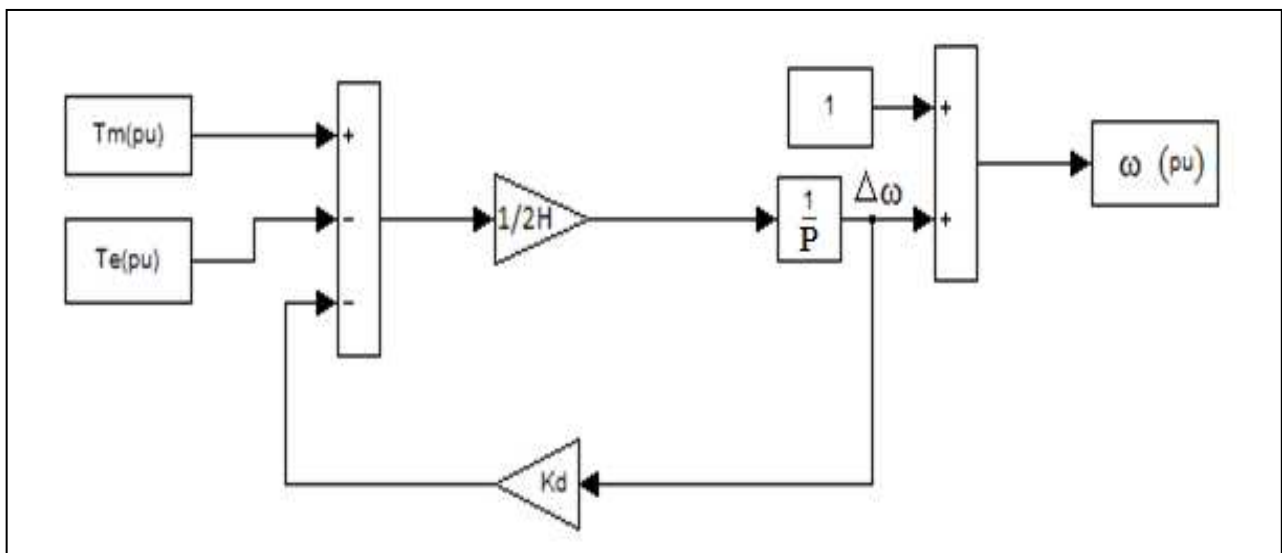 Tm(pu)
+
1
+
ω (pu)
Te(pu)
−
1/2H
1
P
Δω
+
−
Kd